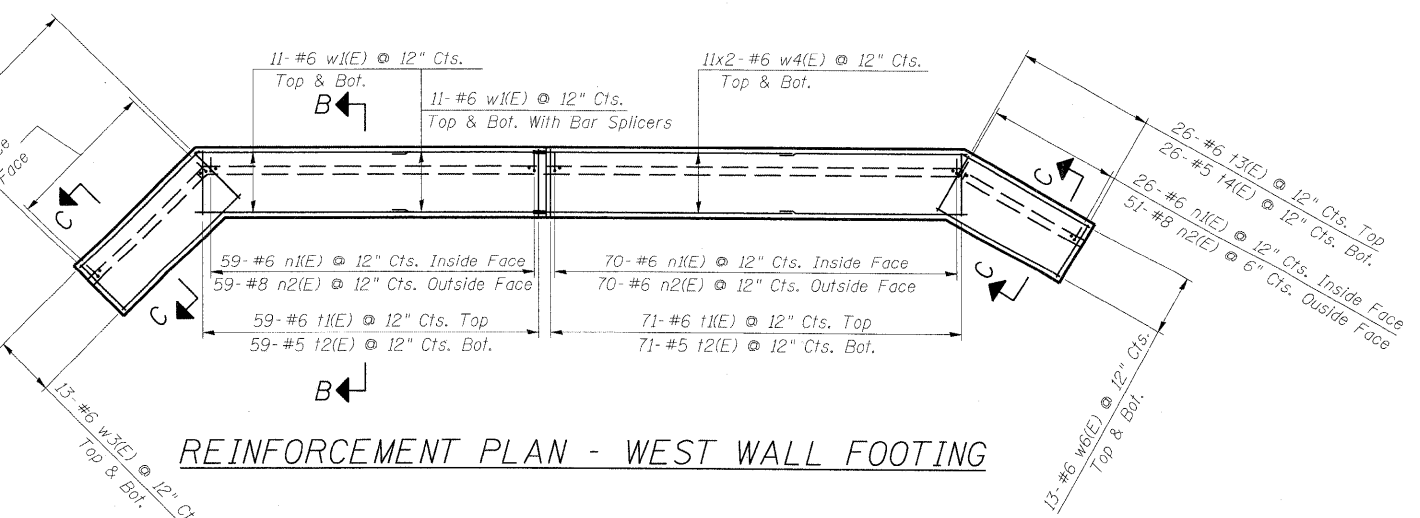 11- #6 w1(E) @ 12" Cts.
Top & Bot.
11- #6 w1(E) @ 12" Cts.
Top & Bot. With Bar Splicers
11x2- #6 w4(E) @ 12" Cts.
Top & Bot.
B
Face
C
C
26- #6 t3(E) @ 12" Cts. Top
26- #5 t4(E) @ 12" Cts. Bot.
26- #6 n1(E) @ 12" Cts. Inside Face
51- #8 n2(E) @ 6" Cts. Ouside Face
59- #6 n1(E) @ 12" Cts. Inside Face
59- #8 n2(E) @ 12" Cts. Outside Face
70- #6 n1(E) @ 12" Cts. Inside Face
70- #6 n2(E) @ 12" Cts. Outside Face
C
C
59- #6 t1(E) @ 12" Cts. Top
59- #5 t2(E) @ 12" Cts. Bot.
71- #6 t1(E) @ 12" Cts. Top
71- #5 t2(E) @ 12" Cts. Bot.
B
13- #6 w3(E) @ 12"
Top & Bot.
13- #6 w6(E) @ 12" Cts.
Top & Bot.
REINFORCEMENT PLAN - WEST WALL FOOTING